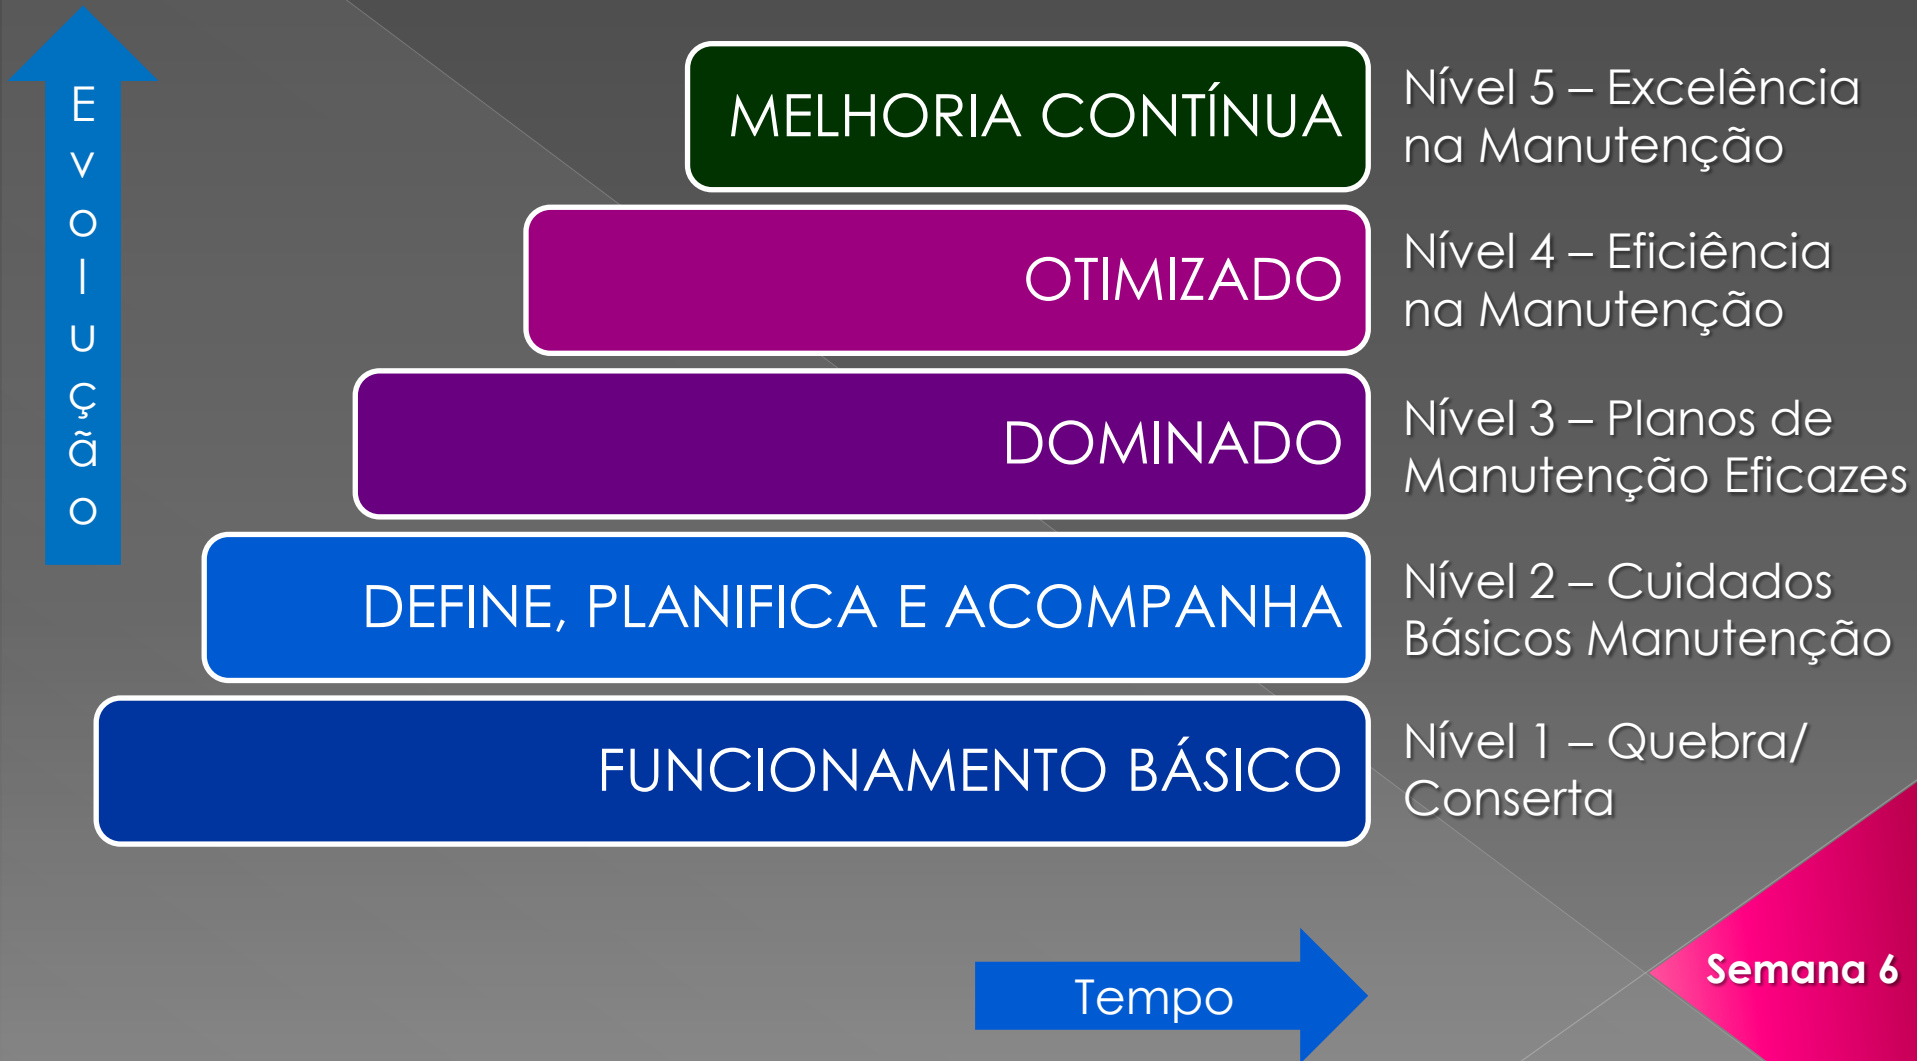 Evolução
MELHORIA CONTÍNUA
Nível 5 – Excelência
na Manutenção
OTIMIZADO
Nível 4 – Eficiência
na Manutenção
DOMINADO
Nível 3 – Planos de
Manutenção Eficazes
DEFINE, PLANIFICA E ACOMPANHA
Nível 2 – Cuidados
Básicos Manutenção
FUNCIONAMENTO BÁSICO
Nível 1 – Quebra/
Conserta
Tempo
Semana 6